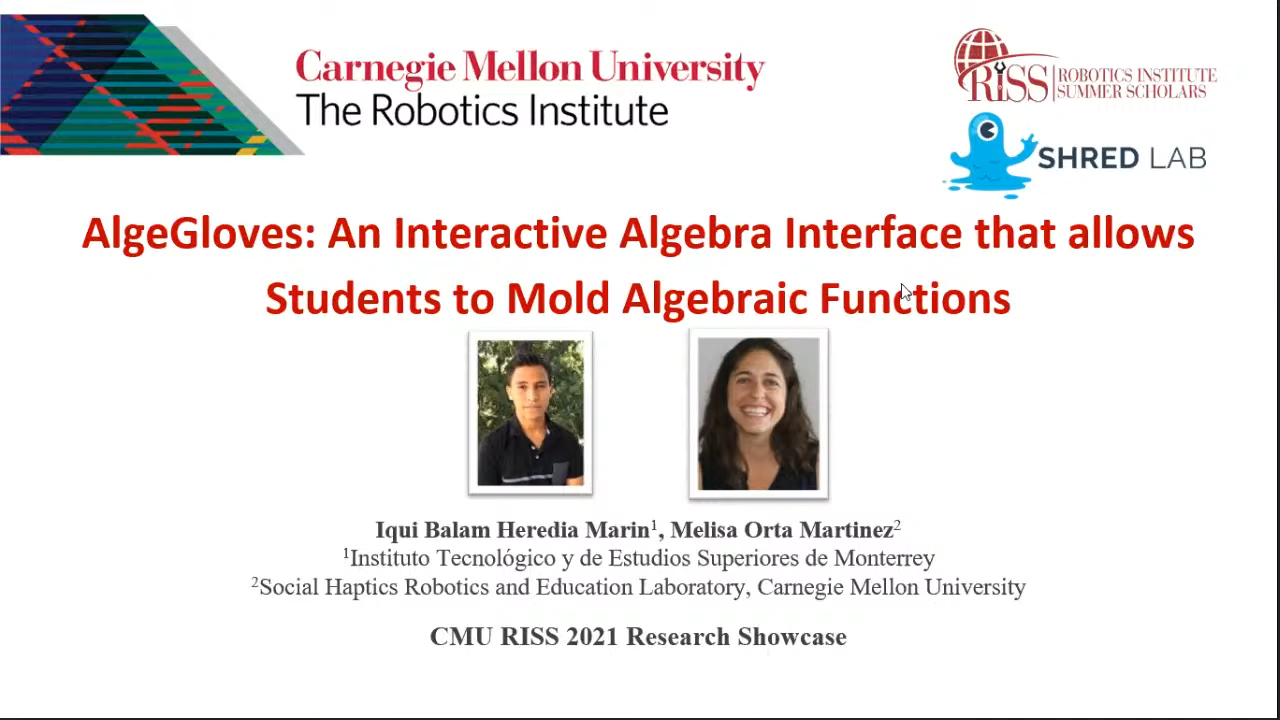 Carnegie Mellon University
The Robotics Institute
RISS
ROBOTICS INSTITUTE
SUMMER SCHOLARS
SHRED LAB
AlgeGloves: An Interactive Algebra Interface that allows
Students to Mold Algebraic Functions
Iqui Balam Heredia Marin¹, Melisa Orta Martinez²
¹Instituto Tecnológico y de Estudios Superiores de Monterrey
²Social Haptics Robotics and Education Laboratory, Carnegie Mellon University
CMU RISS 2021 Research Showcase